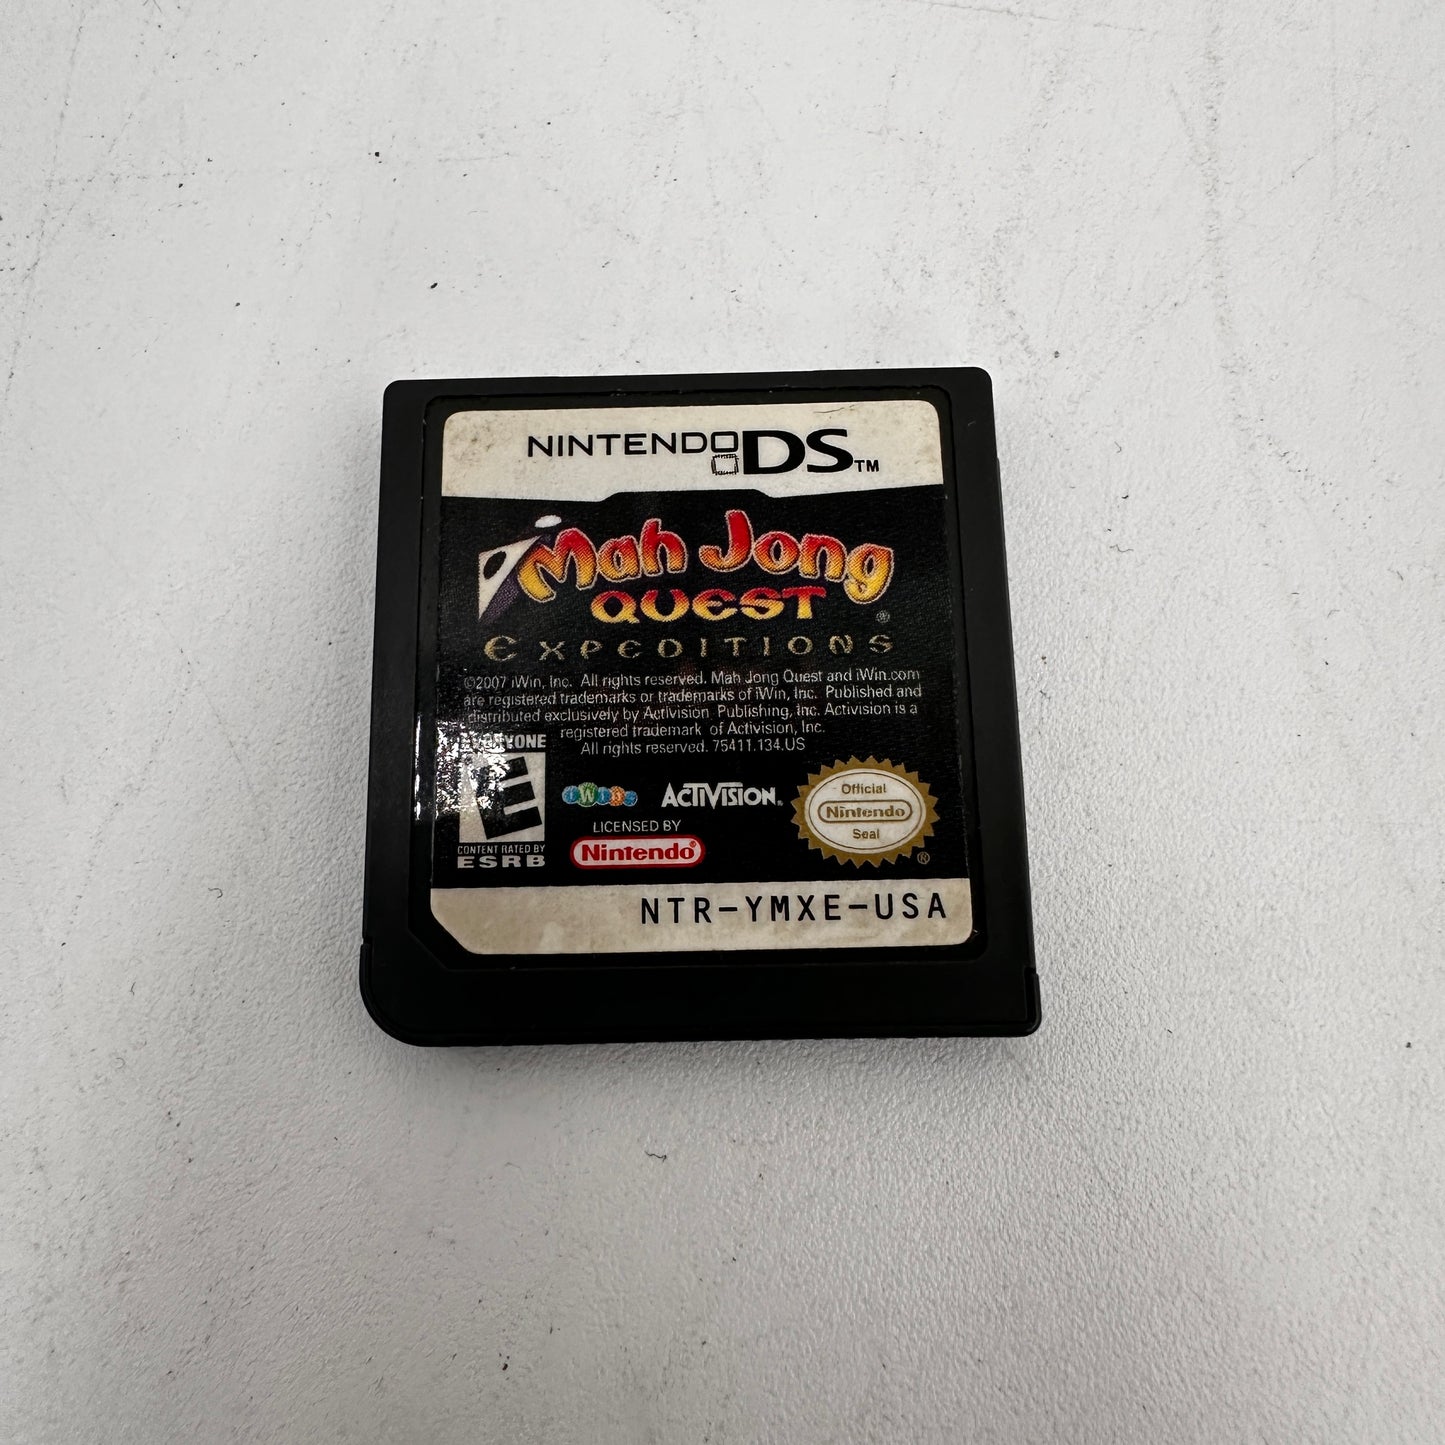 NINTENDO DS™
Mah Jong
QUEST ®
EXPEDITIONS
©2007 iWin, Inc. All rights reserved. Mah Jong Quest and iWin.com
are registered trademarks or trademarks of iWin, Inc. Published and
distributed exclusively by Activision Publishing, Inc. Activision is a
registered trademark of Activision, Inc.
All rights reserved. 75411.134.US
EVERYONE
E
CONTENT RATED BY
ESRB
iWin
ACTIVISION®
LICENSED BY
Nintendo®
Official
Nintendo
Seal
®
NTR-YMXE-USA